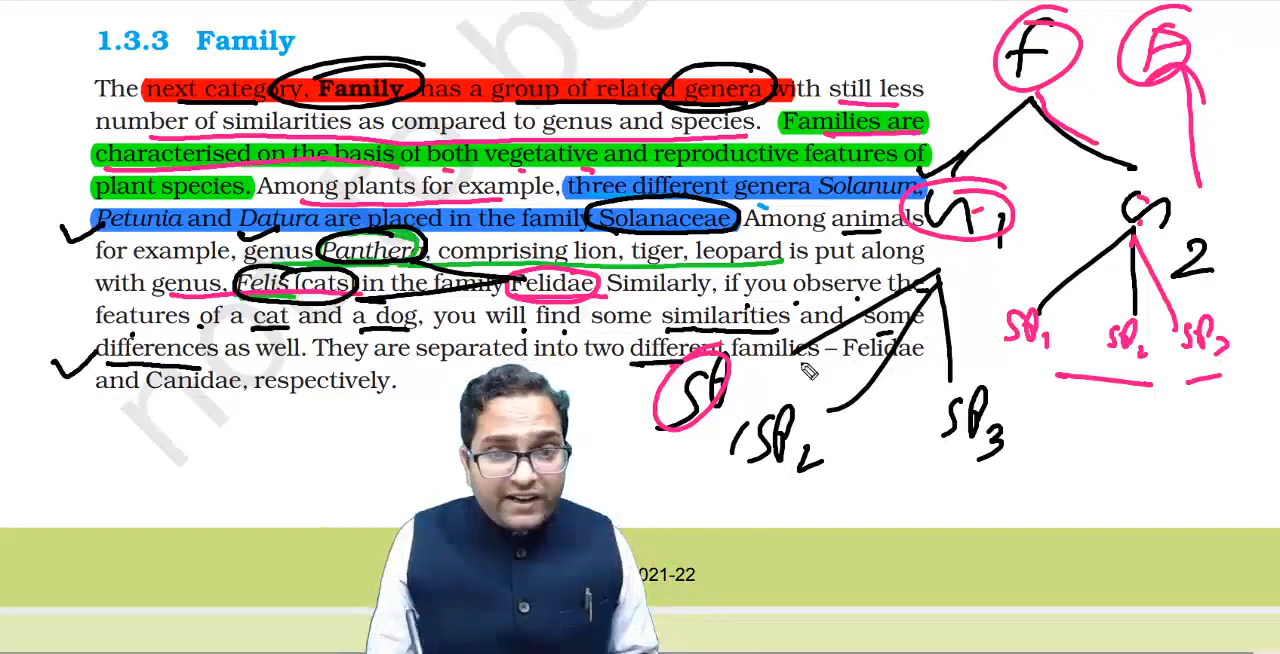 1.3.3 Family
The next category, Family has a group of related genera with still less
number of similarities as compared to genus and species. Families are
characterised on the basis of both vegetative and reproductive features of
plant species. Among plants for example, three different genera Solanum,
Petunia and Datura are placed in the family Solanaceae. Among animals
for example, genus Panthera, comprising lion, tiger, leopard is put along
with genus, Felis (cats) in the family Felidae. Similarly, if you observe the
features of a cat and a dog, you will find some similarities and some
differences as well. They are separated into two different families – Felidae
and Canidae, respectively.
F F
G1 G2
SP1 SP2 SP3
SP2 SP3
021-22